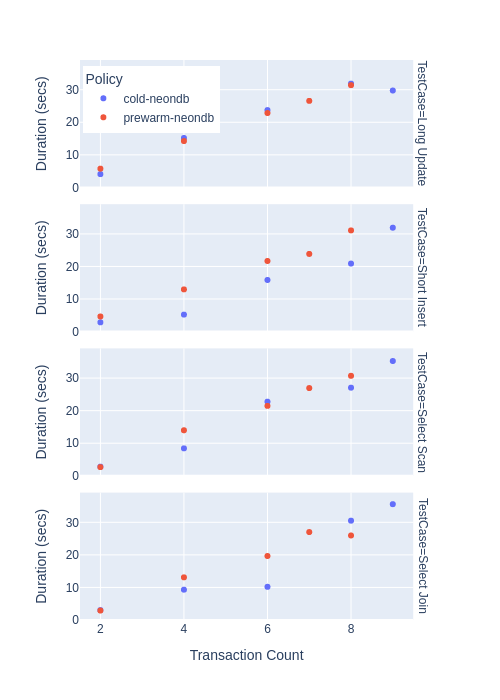 Policy
cold-neondb
prewarm-neondb
Duration (secs)
30
20
10
0
TestCase=Long Update
Duration (secs)
30
20
10
0
TestCase=Short Insert
Duration (secs)
30
20
10
0
TestCase=Select Scan
Duration (secs)
30
20
10
0
TestCase=Select Join
2 4 6 8
Transaction Count